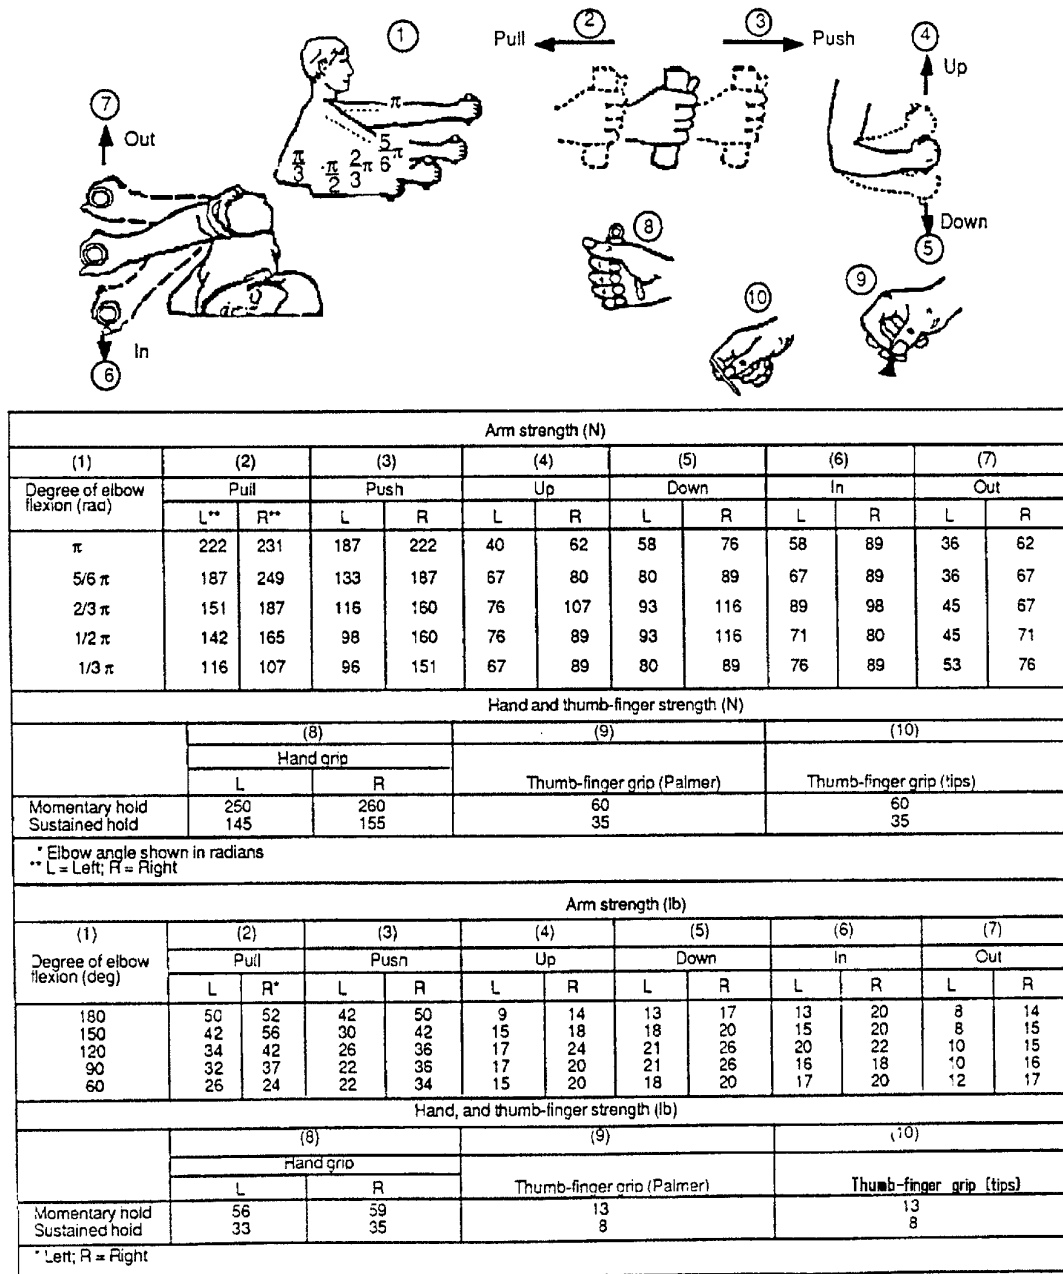 1
Pull
2
3
Push
4
Up
7
Out
π
π/3
π/2
2/3 π
5/6 π
8
Down
5
9
10
In
6
Arm strength (N)
(1) (2) (3) (4) (5) (6) (7)
Degree of elbow flexion (rad) Pull Push Up Down In Out
L** R** L R L R L R L R L R
π 222 231 187 222 40 62 58 76 58 89 36 62
5/6 π 187 249 133 187 67 80 80 89 67 89 36 67
2/3 π 151 187 116 160 76 107 93 116 89 98 45 67
1/2 π 142 165 98 160 76 89 93 116 71 80 45 71
1/3 π 116 107 96 151 67 89 80 89 76 89 53 76
Hand and thumb-finger strength (N)
(8) (9) (10)
Hand grip
L R Thumb-finger grip (Palmer) Thumb-finger grip (tips)
Momentary hold 250 260 60 60
Sustained hold 145 155 35 35
* Elbow angle shown in radians
** L = Left; R = Right
Arm strength (lb)
(1) (2) (3) (4) (5) (6) (7)
Degree of elbow flexion (deg) Pull Push Up Down In Out
L R* L R L R L R L R L R
180 50 52 42 50 9 14 13 17 13 20 8 14
150 42 56 30 42 15 18 18 20 15 20 8 15
120 34 42 26 36 17 24 21 26 20 22 10 15
90 32 37 22 36 17 20 21 26 16 18 10 16
60 26 24 22 34 15 20 18 20 17 20 12 17
Hand, and thumb-finger strength (lb)
(8) (9) (10)
Hand grip
L R Thumb-finger grip (Palmer) Thumb-finger grip (tips)
Momentary hold 56 59 13 13
Sustained hold 33 35 8 8
* Left; R = Right